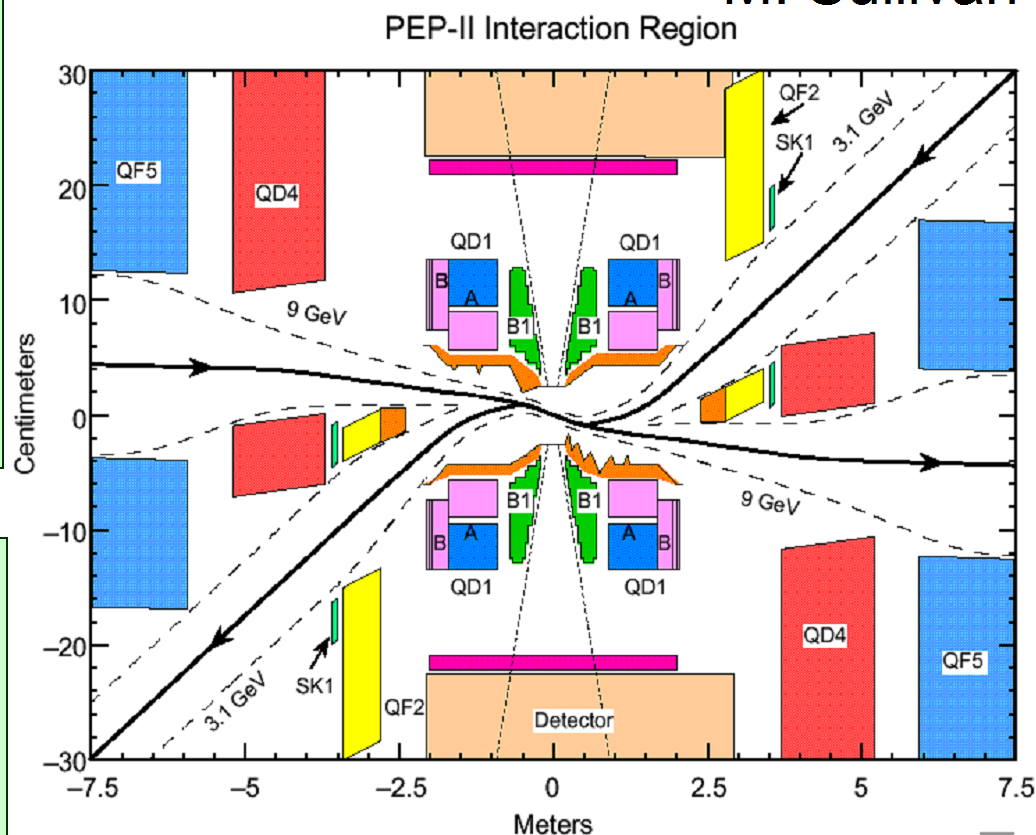 M. Sullivan
PEP-II Interaction Region
30
20
10
0
−10
−20
−30
Centimeters
QF5
QD4
QF2
SK1
3.1 GeV
QD1
QD1
B
A
A
B
B1
B1
9 GeV
B1
B1
9 GeV
B
A
A
B
QD1
QD1
QD4
QF5
SK1
3.1 GeV
QF2
Detector
−7.5
−5
−2.5
0
2.5
5
7.5
Meters